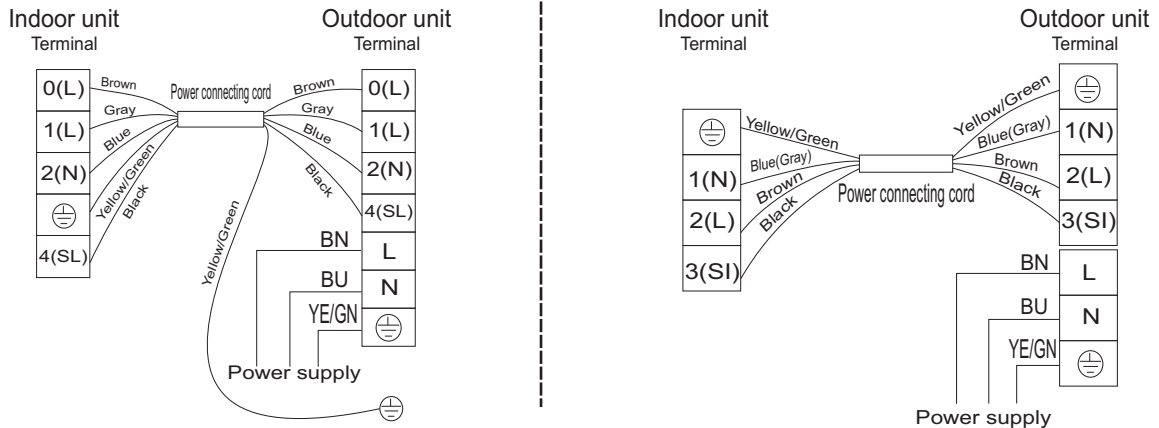 Indoor unit
Terminal
Outdoor unit
Terminal
0(L)
1(L)
2(N)
4(SL)
Brown
Gray
Blue
Yellow/Green
Black
Power connecting cord
Brown
Gray
Blue
Black
Yellow/Green
0(L)
1(L)
2(N)
4(SL)
L
N
BN
BU
YE/GN
Power supply
Indoor unit
Terminal
Outdoor unit
Terminal
1(N)
2(L)
3(SI)
Yellow/Green
Blue(Gray)
Brown
Black
Power connecting cord
Yellow/Green
Blue(Gray)
Brown
Black
1(N)
2(L)
3(SI)
L
N
BN
BU
YE/GN
Power supply